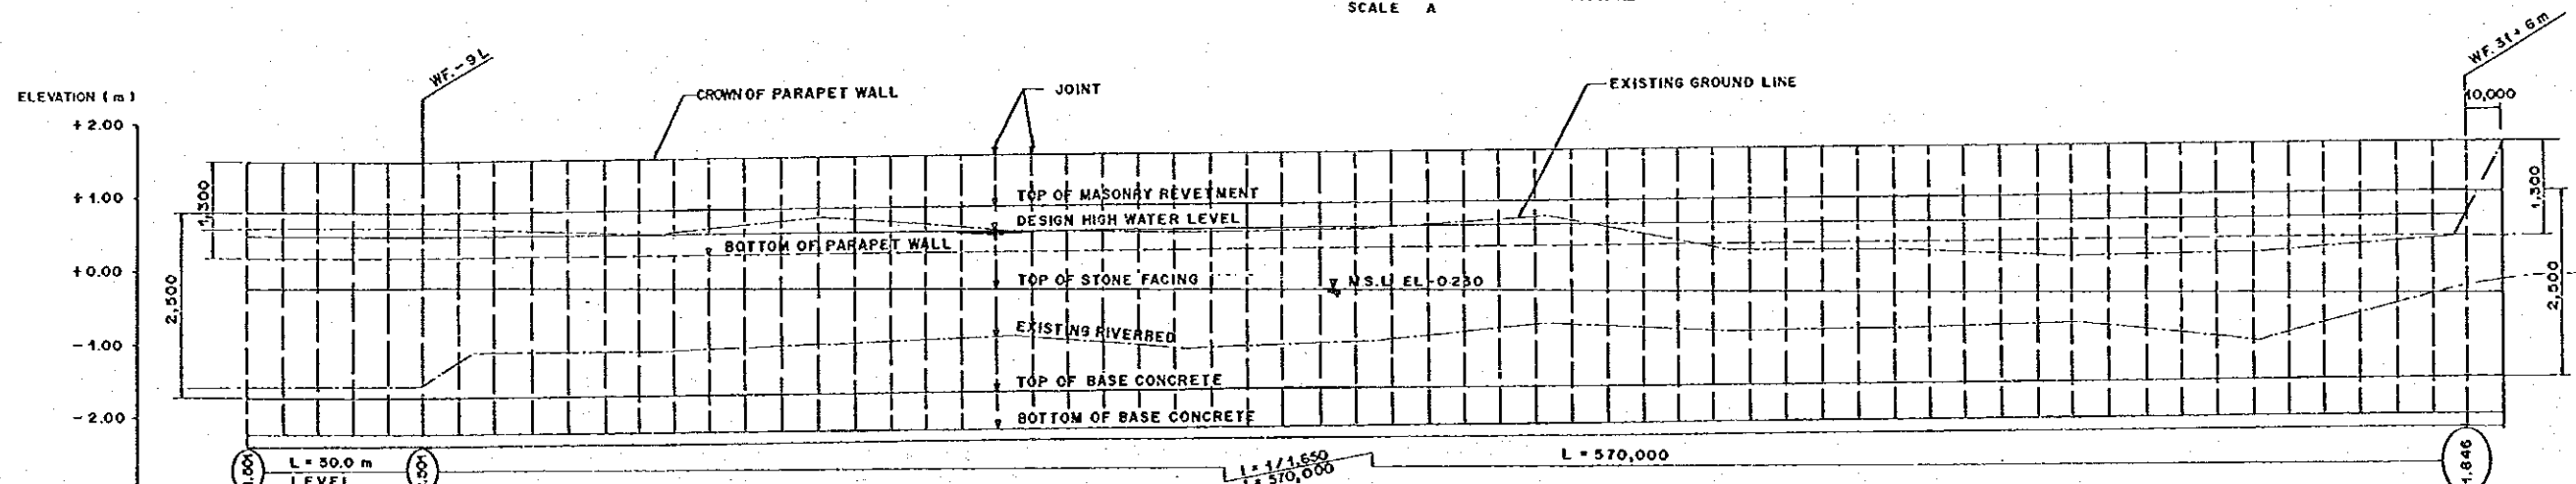 SCALE A
WF.-9L
WF. 31+6m
ELEVATION (m)
CROWN OF PARAPET WALL
JOINT
EXISTING GROUND LINE
10,000
+2.00
+1.00
±0.00
-1.00
-2.00
1,300
2,500
TOP OF MASONRY REVETMENT
DESIGN HIGH WATER LEVEL
BOTTOM OF PARAPET WALL
TOP OF STONE FACING
M.S.L EL-0.230
EXISTING RIVERBED
TOP OF BASE CONCRETE
BOTTOM OF BASE CONCRETE
1,300
2,500
L = 50.0 m
LEVEL
I = 1/1,650
L = 570,000
L = 570,000
1.846